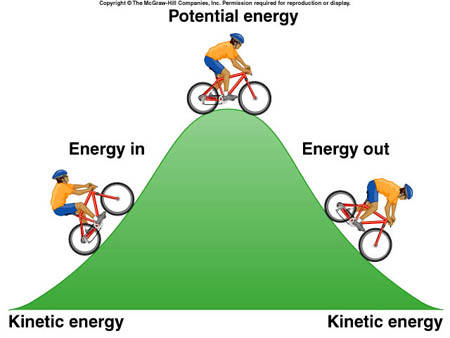 Copyright © The McGraw-Hill Companies, Inc. Permission required for reproduction or display.
Potential energy
Energy in
Energy out
Kinetic energy
Kinetic energy